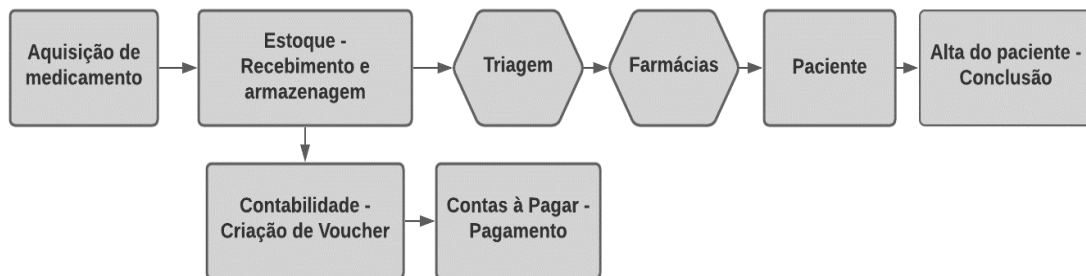 Aquisição de
medicamento
Estoque -
Recebimento e
armazenagem
Triagem
Farmácias
Paciente
Alta do paciente -
Conclusão
Contabilidade -
Criação de Voucher
Contas à Pagar -
Pagamento